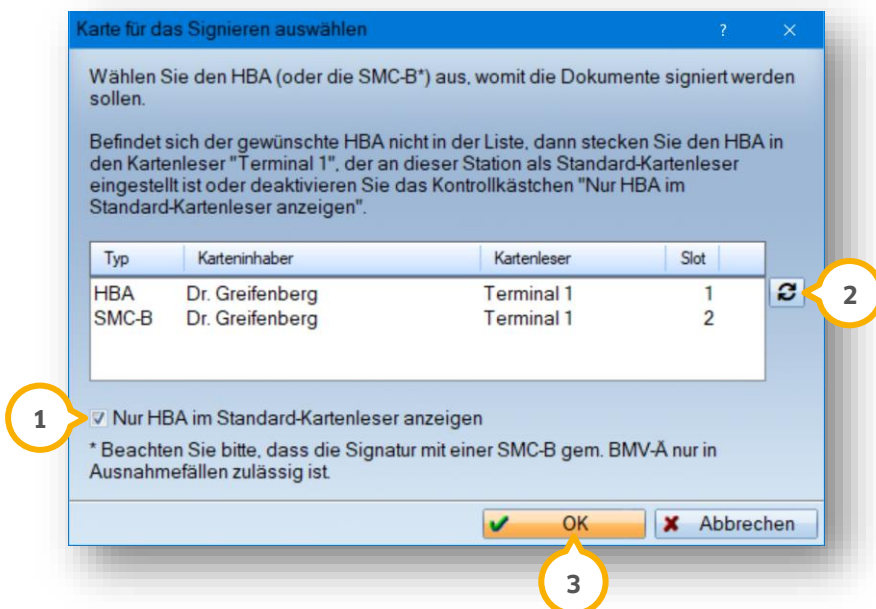 Karte für das Signieren auswählen ? ×
Wählen Sie den HBA (oder die SMC-B*) aus, womit die Dokumente signiert werden
sollen.
Befindet sich der gewünschte HBA nicht in der Liste, dann stecken Sie den HBA in
den Kartenleser "Terminal 1", der an dieser Station als Standard-Kartenleser
eingestellt ist oder deaktivieren Sie das Kontrollkästchen "Nur HBA im
Standard-Kartenleser anzeigen".
Typ Karteninhaber Kartenleser Slot
HBA Dr. Greifenberg Terminal 1 1
SMC-B Dr. Greifenberg Terminal 1 2
2
1
Nur HBA im Standard-Kartenleser anzeigen
* Beachten Sie bitte, dass die Signatur mit einer SMC-B gem. BMV-Ä nur in
Ausnahmefällen zulässig ist.
OK Abbrechen
3